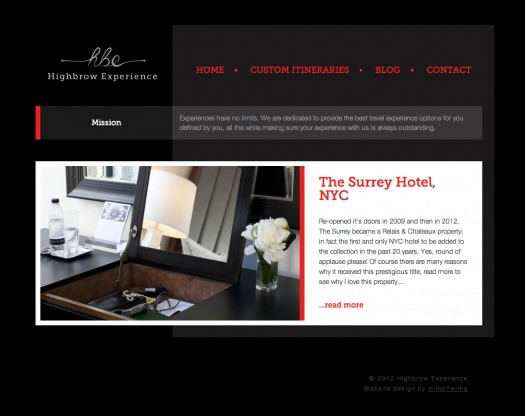 hbe
Highbrow Experience
HOME • CUSTOM ITINERARIES • BLOG • CONTACT
Mission
Experiences have no limits. We are dedicated to provide the best travel experience options for you
defined by you, all the while making sure your experience with us is always outstanding.
The Surrey Hotel,
NYC
Re-opened it's doors in 2009 and then in 2012,
The Surrey became a Relais & Chateaux property;
in fact the first and only NYC hotel to be added to
the collection in the past 20 years. Yes, round of
applause please! Of course there are many reasons
why it received this prestigious title, read more to
see why I love this property....
...read more
© 2012 Highbrow Experience
Website design by mimo+mima